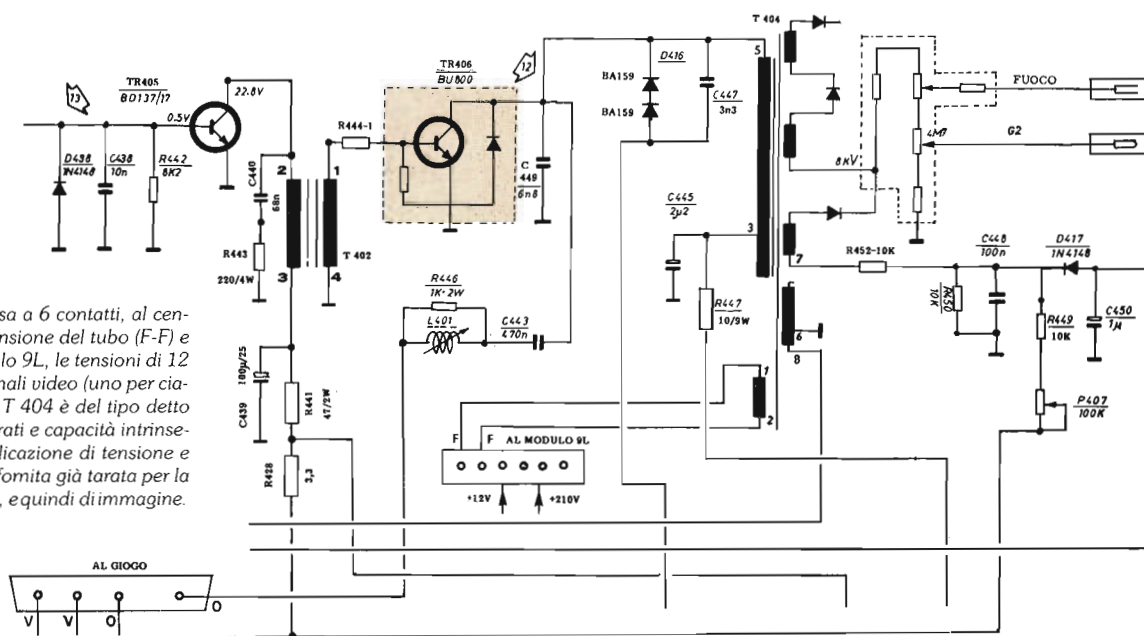 T 404
TR405
BD137/17
22.8V
13
0.5V
D438
1N4148
C438
10n
R442
8K2
C440
68n
R443
220/4W
2
3
1
4
T 402
R444-1
TR406
BU800
12
C
449
6n8
D416
BA159
BA159
C447
3n3
5
3
C445
2µ2
R447
10/9W
R446
1K·2W
L401
C443
470n
FUOCO
4M7
G2
8KV
7
R452-10K
R450
10K
C448
100n
D417
1N4148
R449
10K
C450
1µ
P407
100K
6
8
1
2
F
F
AL MODULO 9L
+12V
+210V
100µ/25
C439
R441
47/2W
R428
3,3
sa a 6 contatti, al cen-
nsione del tubo (F-F) e
lo 9L, le tensioni di 12
nali video (uno per cia-
T 404 è del tipo detto
rati e capacità intrinse-
licazione di tensione e
fornita già tarata per la
, e quindi di immagine.
AL GIOGO
O
V
V
O